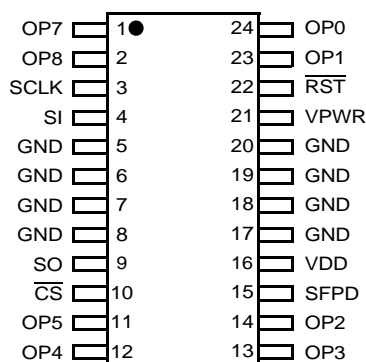 OP7 1 24 OP0
OP8 2 23 OP1
SCLK 3 22 RST
SI 4 21 VPWR
GND 5 20 GND
GND 6 19 GND
GND 7 18 GND
GND 8 17 GND
SO 9 16 VDD
CS 10 15 SFPD
OP5 11 14 OP2
OP4 12 13 OP3